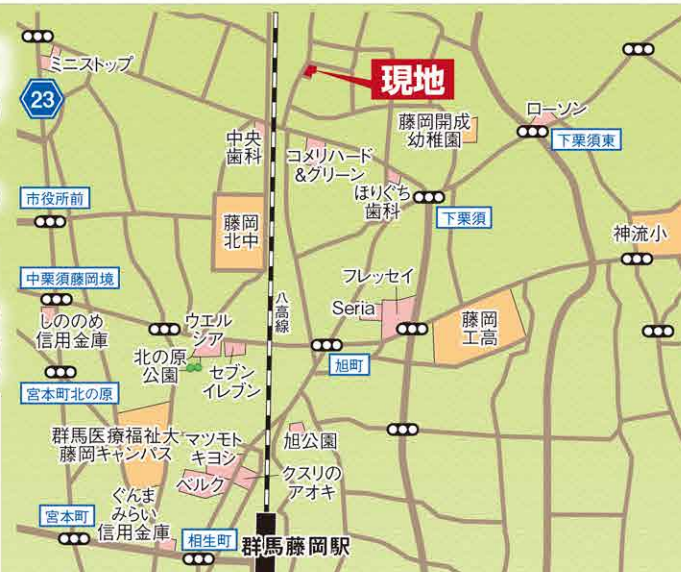 ミニストップ
23
現地
ローソン
藤岡開成
幼稚園
下栗須東
中央
歯科
コメリハード
&グリーン
ほりぐち
歯科
市役所前
藤岡
北中
下栗須
神流小
中栗須藤岡境
フレッセイ
八高線
Seria
しののめ
信用金庫
ウエル
シア
藤岡
工高
北の原
公園
セブン
イレブン
旭町
宮本町北の原
群馬医療福祉大
藤岡キャンパス
マツモト
キヨシ
旭公園
ベルク
クスリの
アオキ
ぐんま
みらい
信用金庫
宮本町
相生町
群馬藤岡駅